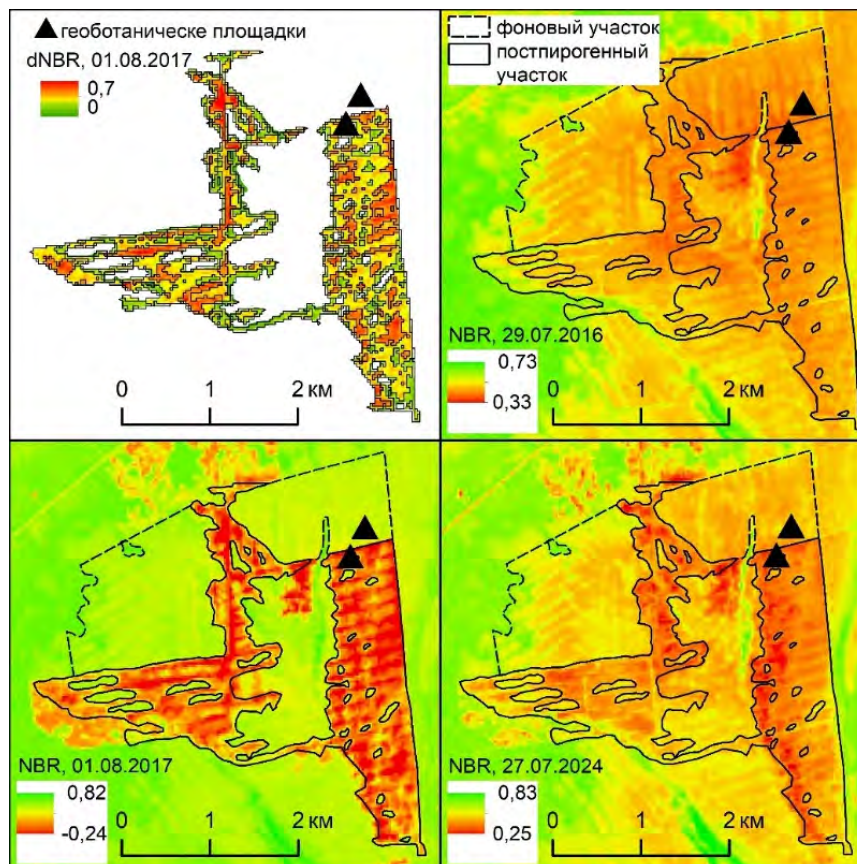 геоботаническе площадки
dNBR, 01.08.2017
0,7
0
0 1 2 км
фоновый участок
постпирогенный
участок
NBR, 29.07.2016
0,73
0,33
0 1 2 км
NBR, 01.08.2017
0,82
-0,24
0 1 2 км
NBR, 27.07.2024
0,83
0,25
0 1 2 км